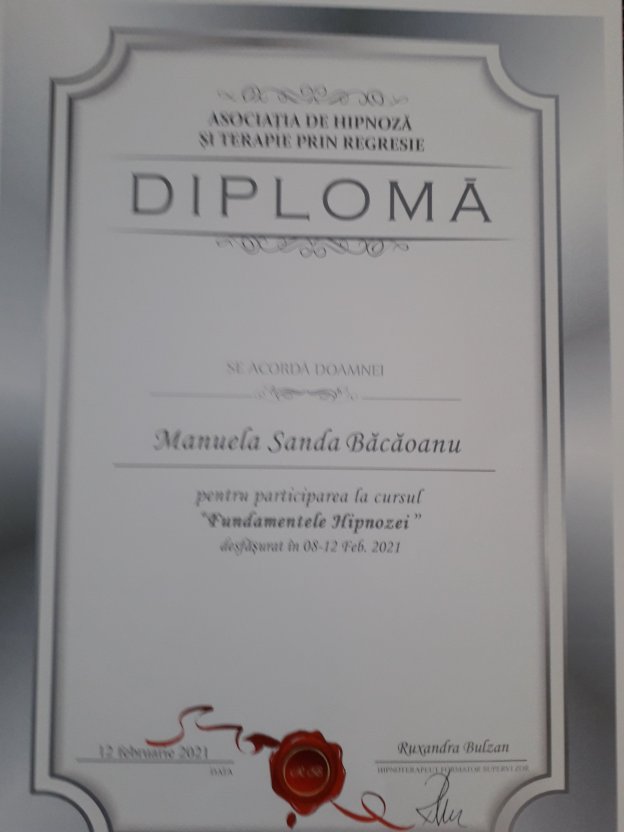 ASOCIAȚIA DE HIPNOZĂ
ȘI TERAPIE PRIN REGRESIE
DIPLOMĂ
SE ACORDĂ DOAMNEI
Manuela Sanda Băcăoanu
pentru participarea la cursul
"Fundamentele Hipnozei"
desfășurat în 08-12 Feb. 2021
12 februarie 2021
DATA
Ruxandra Bulzan
HIPNOTERAPEUT FORMATOR SUPERVIZOR